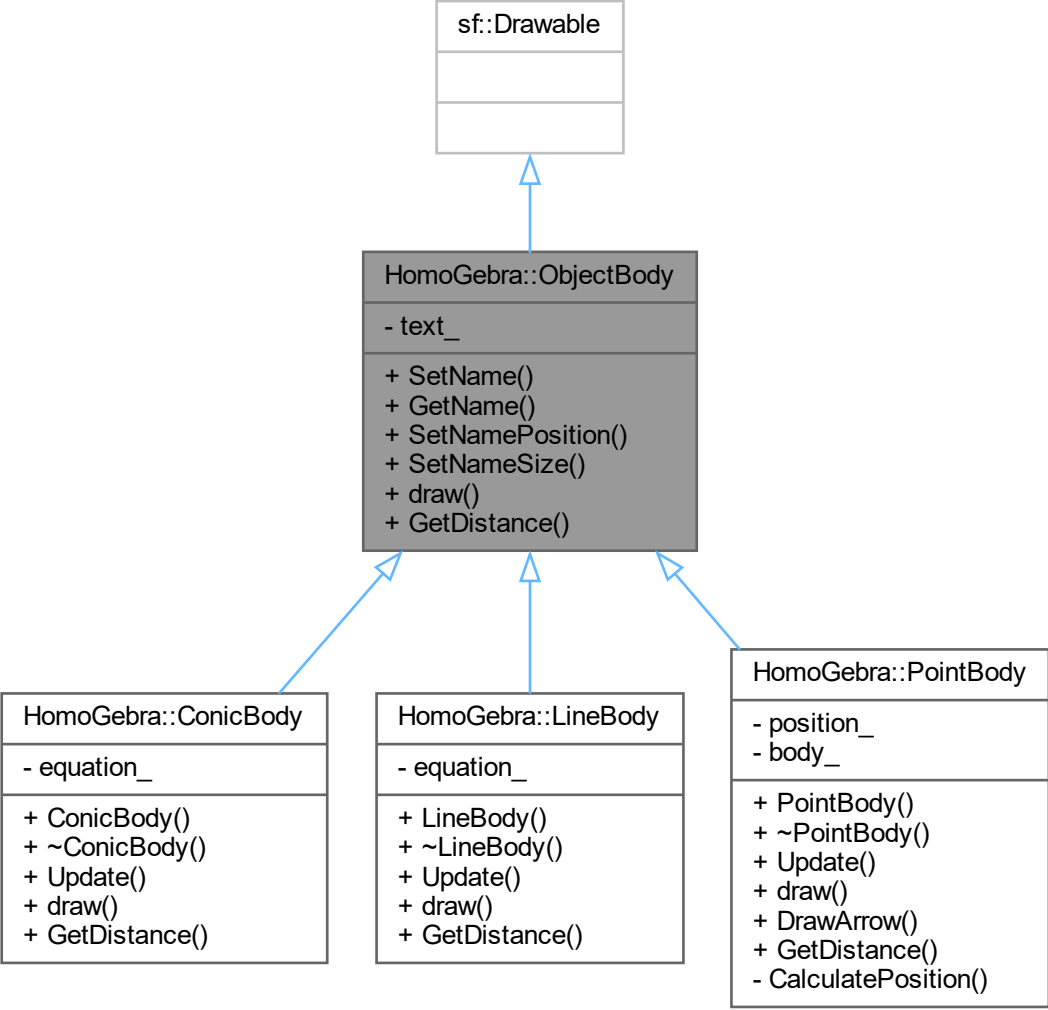 sf::Drawable
HomoGebra::ObjectBody
- text_
+ SetName()
+ GetName()
+ SetNamePosition()
+ SetNameSize()
+ draw()
+ GetDistance()
HomoGebra::ConicBody
- equation_
+ ConicBody()
+ ~ConicBody()
+ Update()
+ draw()
+ GetDistance()
HomoGebra::LineBody
- equation_
+ LineBody()
+ ~LineBody()
+ Update()
+ draw()
+ GetDistance()
HomoGebra::PointBody
- position_
- body_
+ PointBody()
+ ~PointBody()
+ Update()
+ draw()
+ DrawArrow()
+ GetDistance()
- CalculatePosition()